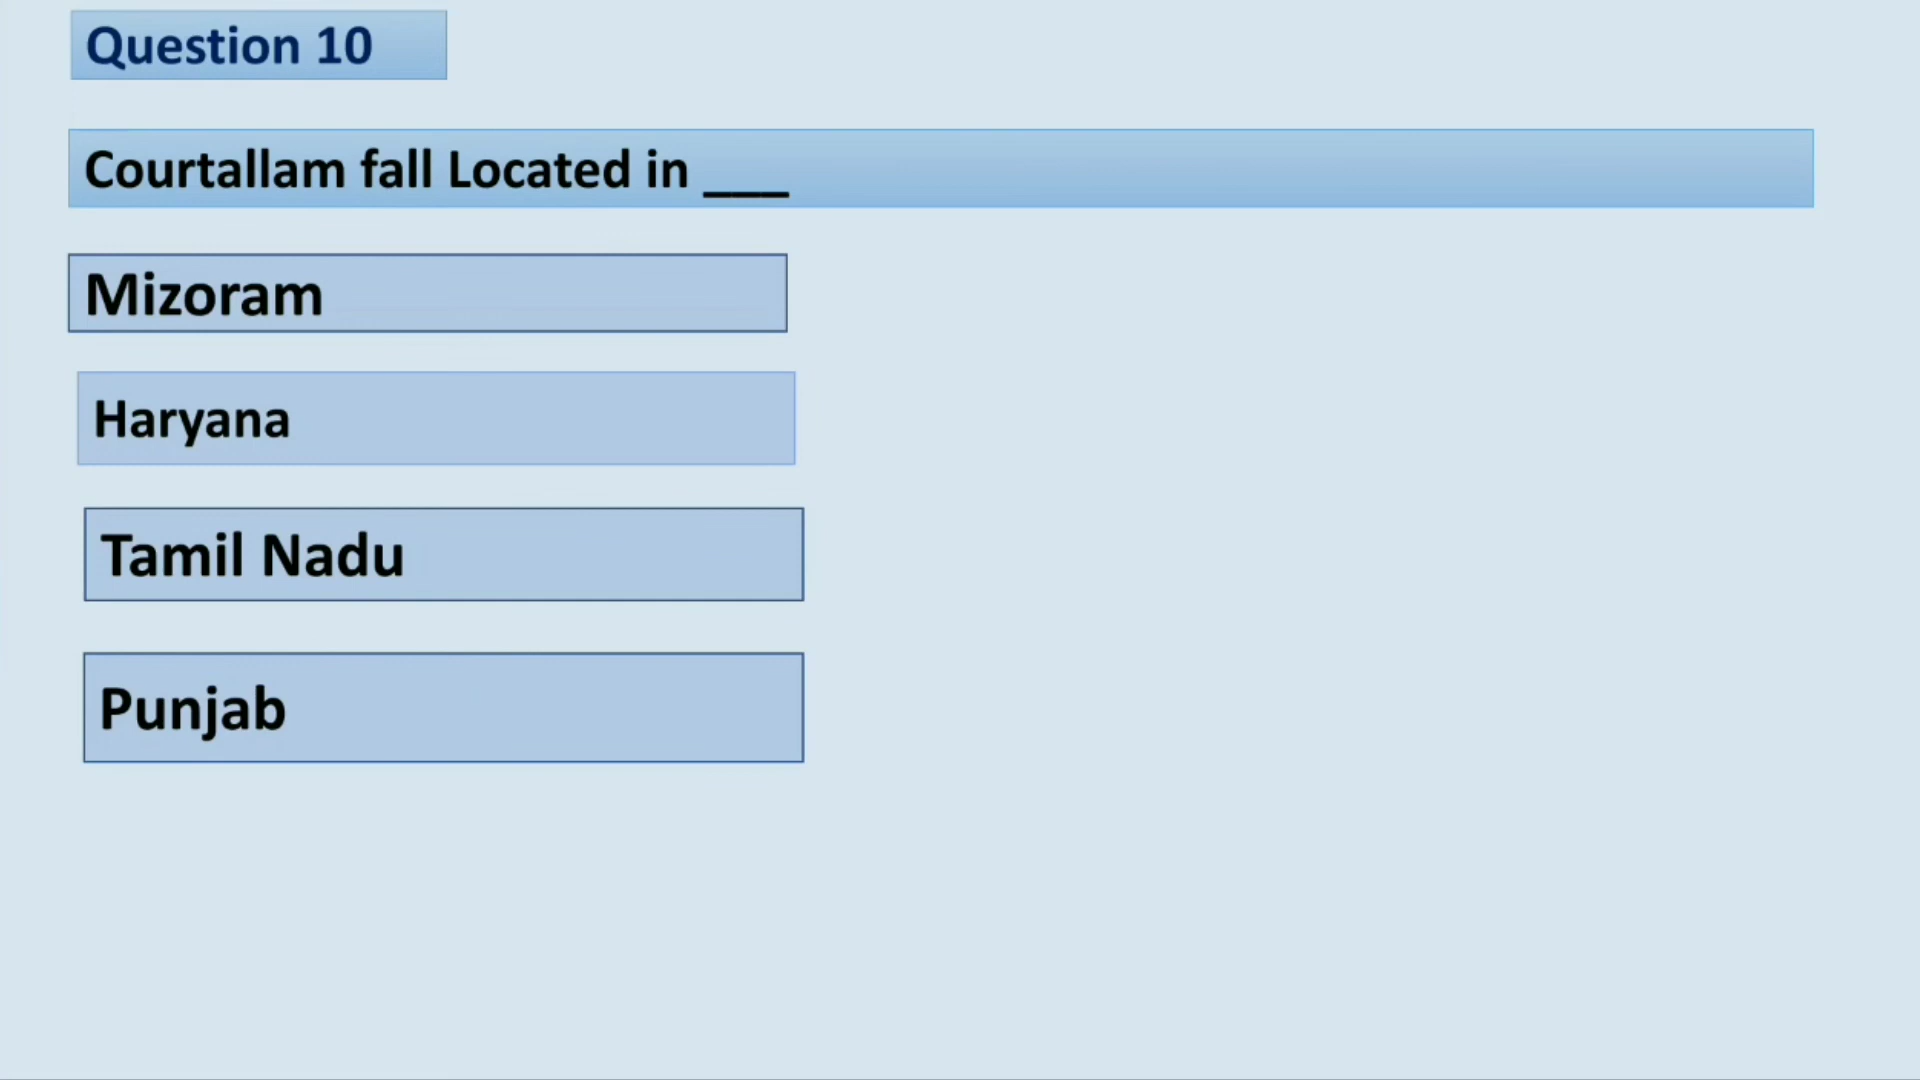 Question 10
Courtallam fall Located in ___
Mizoram
Haryana
Tamil Nadu
Punjab